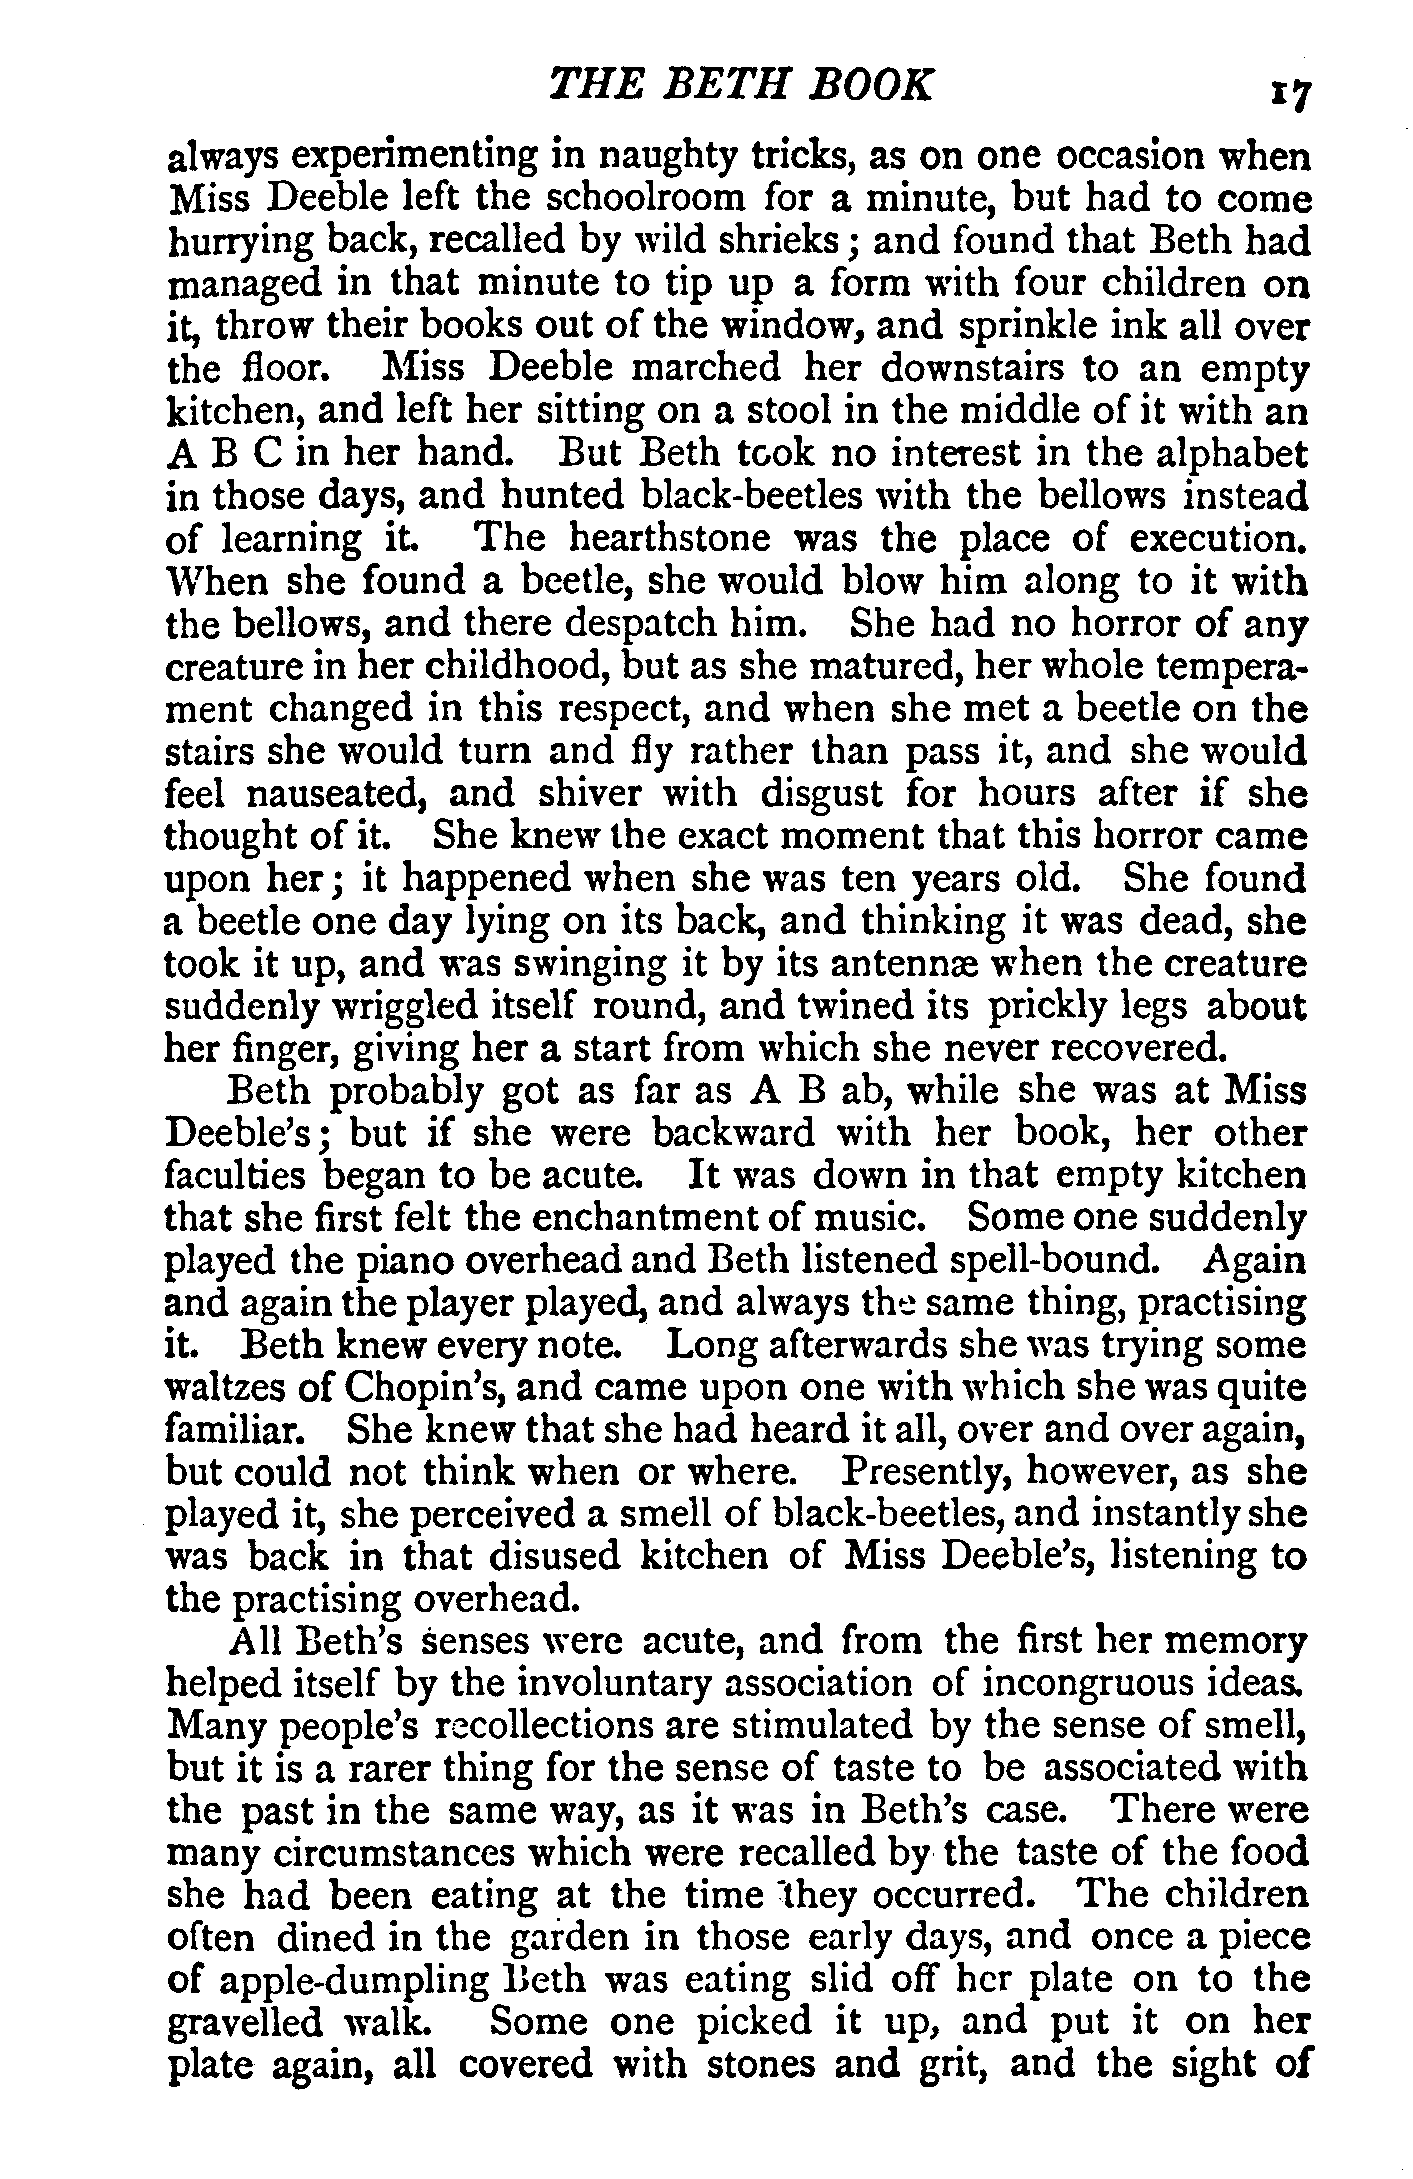 THE BETH BOOK 17
always experimenting in naughty tricks, as on one occasion when
Miss Deeble left the schoolroom for a minute, but had to come
hurrying back, recalled by wild shrieks; and found that Beth had
managed in that minute to tip up a form with four children on
it, throw their books out of the window, and sprinkle ink all over
the floor. Miss Deeble marched her downstairs to an empty
kitchen, and left her sitting on a stool in the middle of it with an
A B C in her hand. But Beth took no interest in the alphabet
in those days, and hunted black-beetles with the bellows instead
of learning it. The hearthstone was the place of execution.
When she found a beetle, she would blow him along to it with
the bellows, and there despatch him. She had no horror of any
creature in her childhood, but as she matured, her whole tempera-
ment changed in this respect, and when she met a beetle on the
stairs she would turn and fly rather than pass it, and she would
feel nauseated, and shiver with disgust for hours after if she
thought of it. She knew the exact moment that this horror came
upon her; it happened when she was ten years old. She found
a beetle one day lying on its back, and thinking it was dead, she
took it up, and was swinging it by its antennæ when the creature
suddenly wriggled itself round, and twined its prickly legs about
her finger, giving her a start from which she never recovered.
Beth probably got as far as A B ab, while she was at Miss
Deeble's; but if she were backward with her book, her other
faculties began to be acute. It was down in that empty kitchen
that she first felt the enchantment of music. Some one suddenly
played the piano overhead and Beth listened spell-bound. Again
and again the player played, and always the same thing, practising
it. Beth knew every note. Long afterwards she was trying some
waltzes of Chopin's, and came upon one with which she was quite
familiar. She knew that she had heard it all, over and over again,
but could not think when or where. Presently, however, as she
played it, she perceived a smell of black-beetles, and instantly she
was back in that disused kitchen of Miss Deeble's, listening to
the practising overhead.
All Beth's senses were acute, and from the first her memory
helped itself by the involuntary association of incongruous ideas.
Many people's recollections are stimulated by the sense of smell,
but it is a rarer thing for the sense of taste to be associated with
the past in the same way, as it was in Beth's case. There were
many circumstances which were recalled by the taste of the food
she had been eating at the time they occurred. The children
often dined in the garden in those early days, and once a piece
of apple-dumpling Beth was eating slid off her plate on to the
gravelled walk. Some one picked it up, and put it on her
plate again, all covered with stones and grit, and the sight of